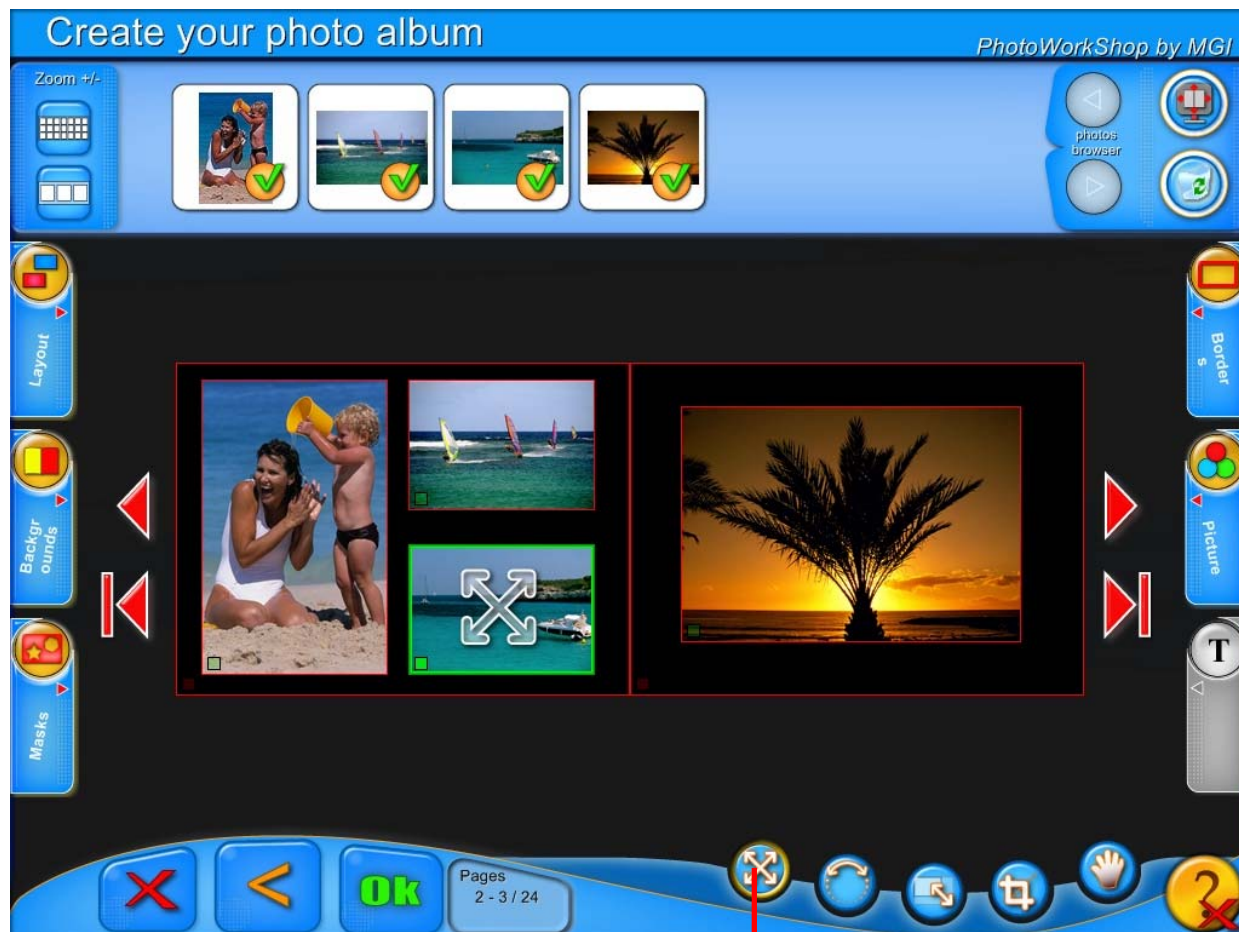 Create your photo album
PhotoWorkShop by MGI
Zoom +/-
photos
browser
Layout
Backgr
ounds
Masks
Border
s
Picture
T
Ok
Pages
2 - 3 / 24
?